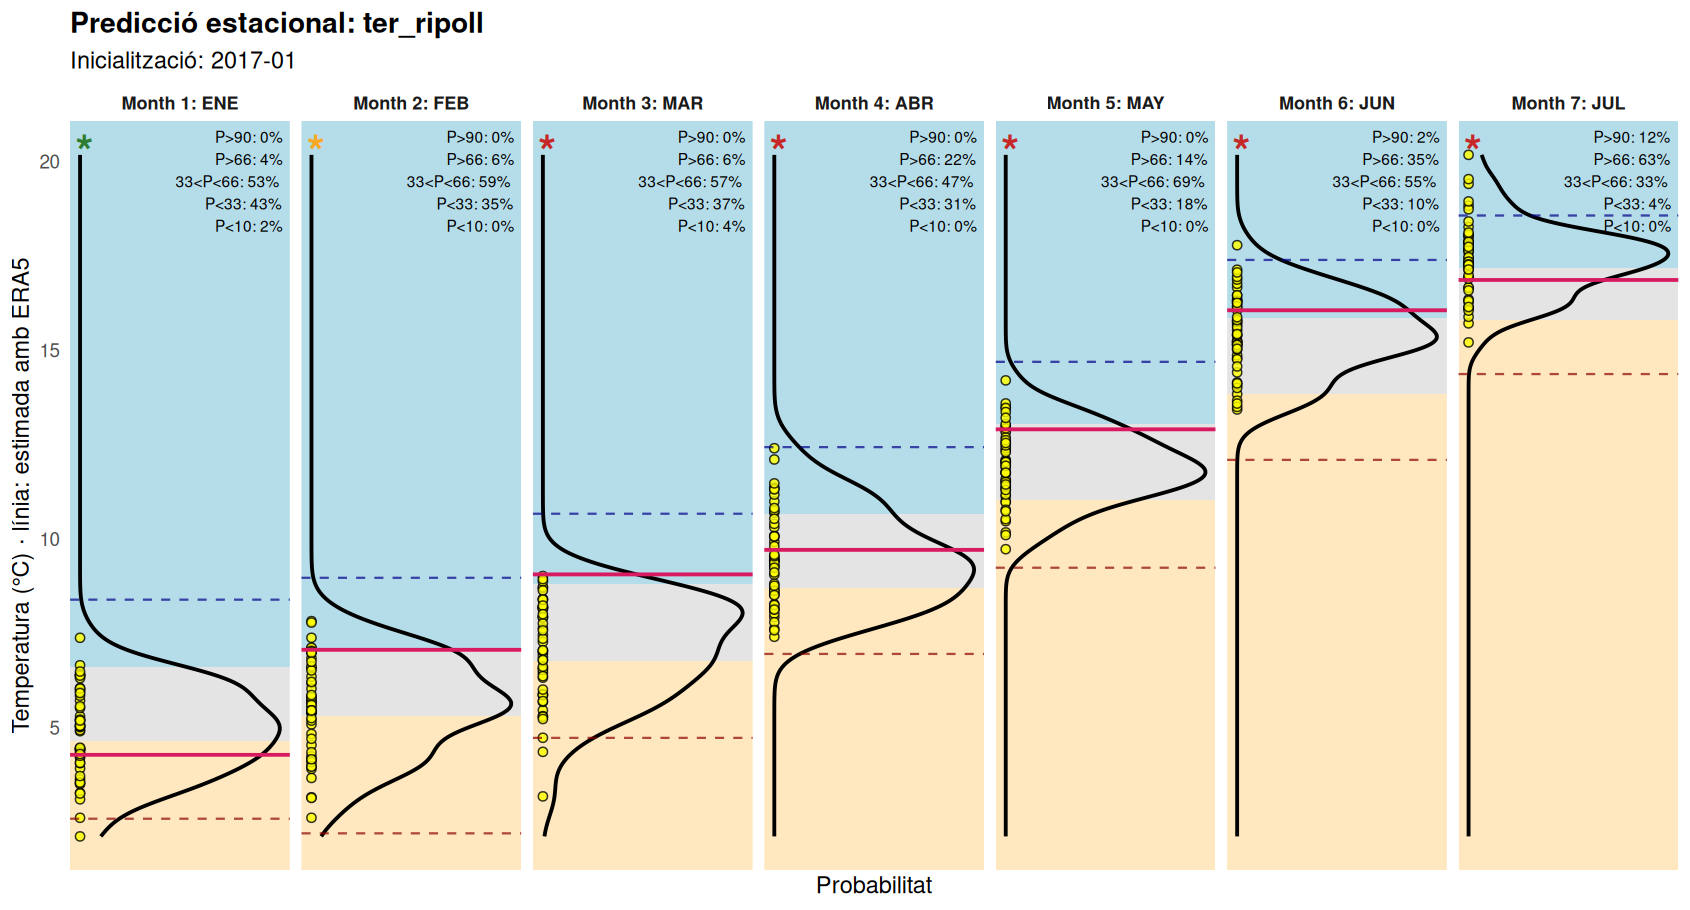 Predicció estacional: ter_ripoll
Inicialització: 2017-01
Month 1: ENE
Month 2: FEB
Month 3: MAR
Month 4: ABR
Month 5: MAY
Month 6: JUN
Month 7: JUL
P>90: 0%
P>66: 4%
33<P<66: 53%
P<33: 43%
P<10: 2%
P>90: 0%
P>66: 6%
33<P<66: 59%
P<33: 35%
P<10: 0%
P>90: 0%
P>66: 6%
33<P<66: 57%
P<33: 37%
P<10: 4%
P>90: 0%
P>66: 22%
33<P<66: 47%
P<33: 31%
P<10: 0%
P>90: 0%
P>66: 14%
33<P<66: 69%
P<33: 18%
P<10: 0%
P>90: 2%
P>66: 35%
33<P<66: 55%
P<33: 10%
P<10: 0%
P>90: 12%
P>66: 63%
33<P<66: 33%
P<33: 4%
P<10: 0%
20
15
10
5
Temperatura (°C) · línia: estimada amb ERA5
Probabilitat